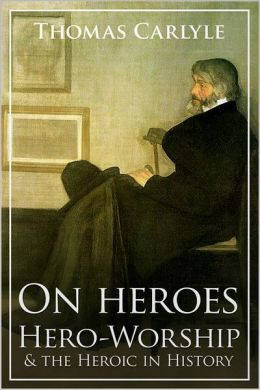 THOMAS CARLYLE
ON HEROES
HERO-WORSHIP
& THE HEROIC IN HISTORY